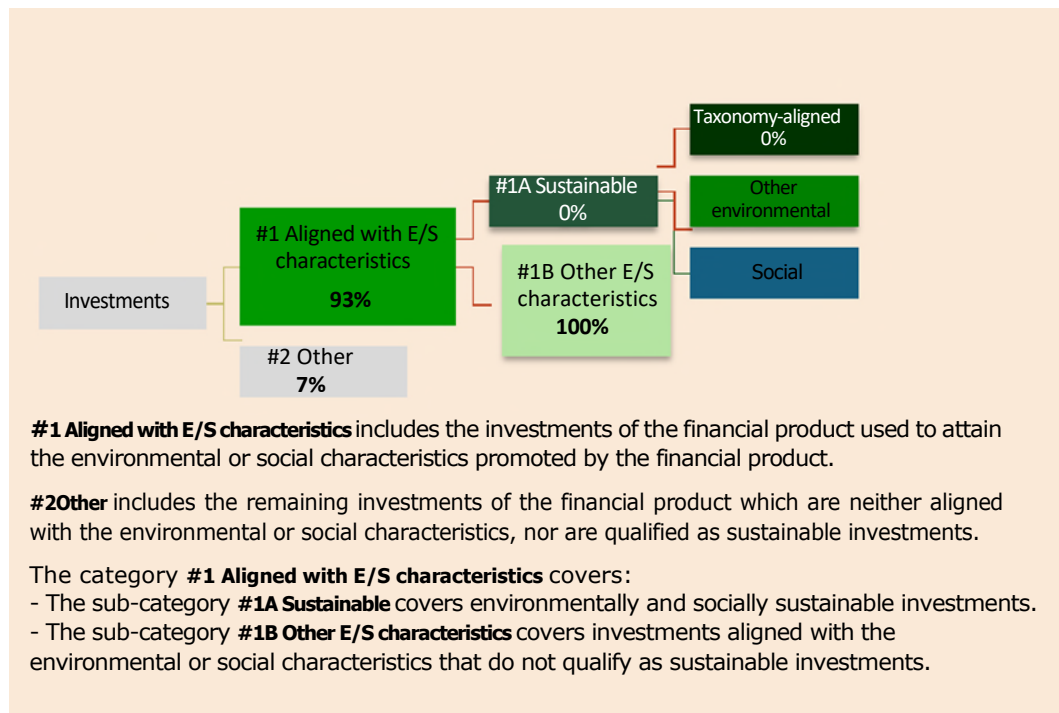 Taxonomy-aligned
0%
#1A Sustainable
0%
Other
environmental
#1 Aligned with E/S
characteristics
93%
#1B Other E/S
characteristics
100%
Social
Investments
#2 Other
7%
#1 Aligned with E/S characteristics includes the investments of the financial product used to attain
the environmental or social characteristics promoted by the financial product.
#2Other includes the remaining investments of the financial product which are neither aligned
with the environmental or social characteristics, nor are qualified as sustainable investments.
The category #1 Aligned with E/S characteristics covers:
- The sub-category #1A Sustainable covers environmentally and socially sustainable investments.
- The sub-category #1B Other E/S characteristics covers investments aligned with the
environmental or social characteristics that do not qualify as sustainable investments.